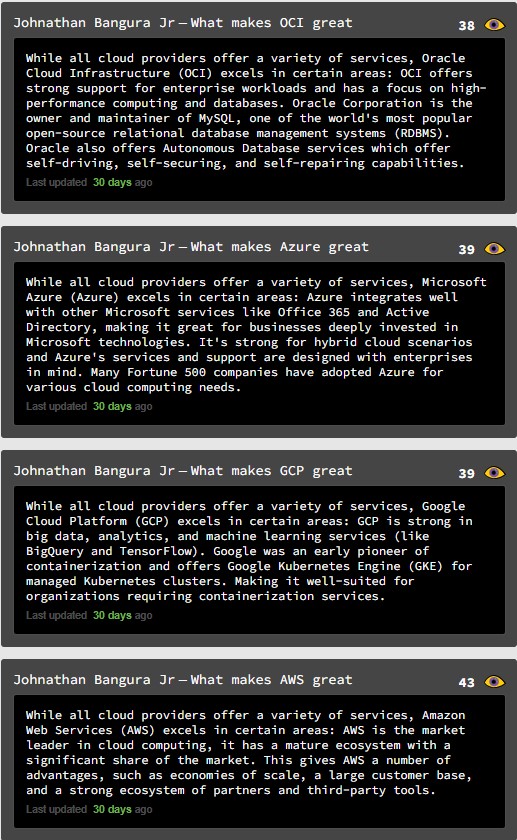 Johnathan Bangura Jr — What makes OCI great
38
While all cloud providers offer a variety of services, Oracle
Cloud Infrastructure (OCI) excels in certain areas: OCI offers
strong support for enterprise workloads and has a focus on high-
performance computing and databases. Oracle Corporation is the
owner and maintainer of MySQL, one of the world's most popular
open-source relational database management systems (RDBMS).
Oracle also offers Autonomous Database services which offer
self-driving, self-securing, and self-repairing capabilities.
Last updated 30 days ago
Johnathan Bangura Jr — What makes Azure great
39
While all cloud providers offer a variety of services, Microsoft
Azure (Azure) excels in certain areas: Azure integrates well
with other Microsoft services like Office 365 and Active
Directory, making it great for businesses deeply invested in
Microsoft technologies. It's strong for hybrid cloud scenarios
and Azure's services and support are designed with enterprises
in mind. Many Fortune 500 companies have adopted Azure for
various cloud computing needs.
Last updated 30 days ago
Johnathan Bangura Jr — What makes GCP great
39
While all cloud providers offer a variety of services, Google
Cloud Platform (GCP) excels in certain areas: GCP is strong in
big data, analytics, and machine learning services (like
BigQuery and TensorFlow). Google was an early pioneer of
containerization and offers Google Kubernetes Engine (GKE) for
managed Kubernetes clusters. Making it well-suited for
organizations requiring containerization services.
Last updated 30 days ago
Johnathan Bangura Jr — What makes AWS great
43
While all cloud providers offer a variety of services, Amazon
Web Services (AWS) excels in certain areas: AWS is the market
leader in cloud computing, it has a mature ecosystem with a
significant share of the market. This gives AWS a number of
advantages, such as economies of scale, a large customer base,
and a strong ecosystem of partners and third-party tools.
Last updated 30 days ago